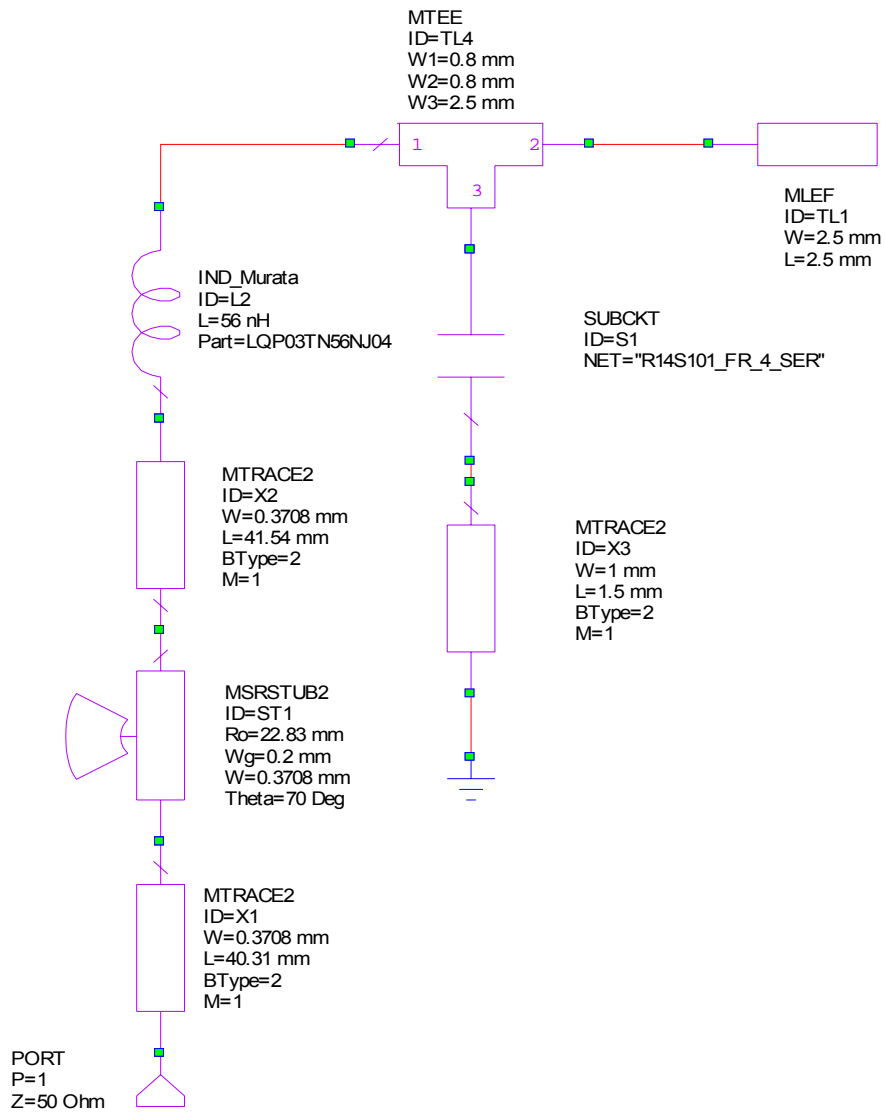 MTEE
ID=TL4
W1=0.8 mm
W2=0.8 mm
W3=2.5 mm
1
2
3
MLEF
ID=TL1
W=2.5 mm
L=2.5 mm
IND_Murata
ID=L2
L=56 nH
Part=LQP03TN56NJ04
SUBCKT
ID=S1
NET="R14S101_FR_4_SER"
MTRACE2
ID=X2
W=0.3708 mm
L=41.54 mm
BType=2
M=1
MTRACE2
ID=X3
W=1 mm
L=1.5 mm
BType=2
M=1
MSRSTUB2
ID=ST1
Ro=22.83 mm
Wg=0.2 mm
W=0.3708 mm
Theta=70 Deg
MTRACE2
ID=X1
W=0.3708 mm
L=40.31 mm
BType=2
M=1
PORT
P=1
Z=50 Ohm